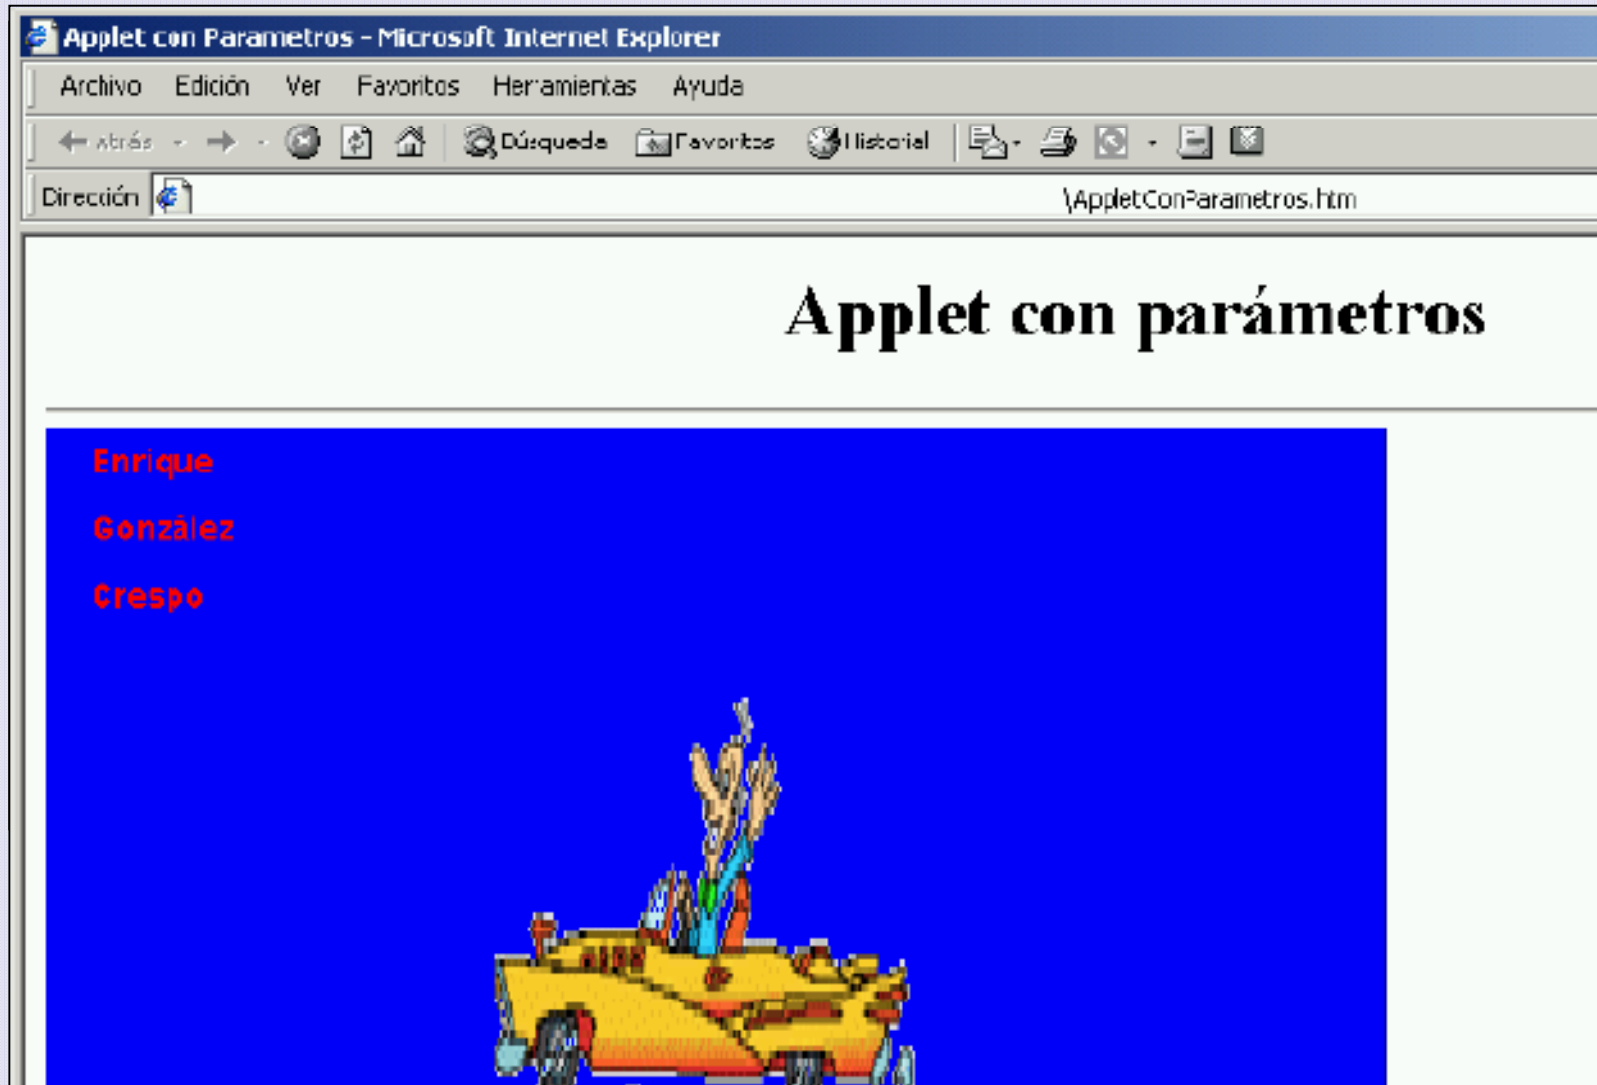 Applet con Parametros - Microsoft Internet Explorer
Archivo Edición Ver Favoritos Herramientas Ayuda
Atrás Búsqueda Favoritos Historial
Dirección \AppletConParametros.htm
Applet con parámetros
Enrique
González
Crespo